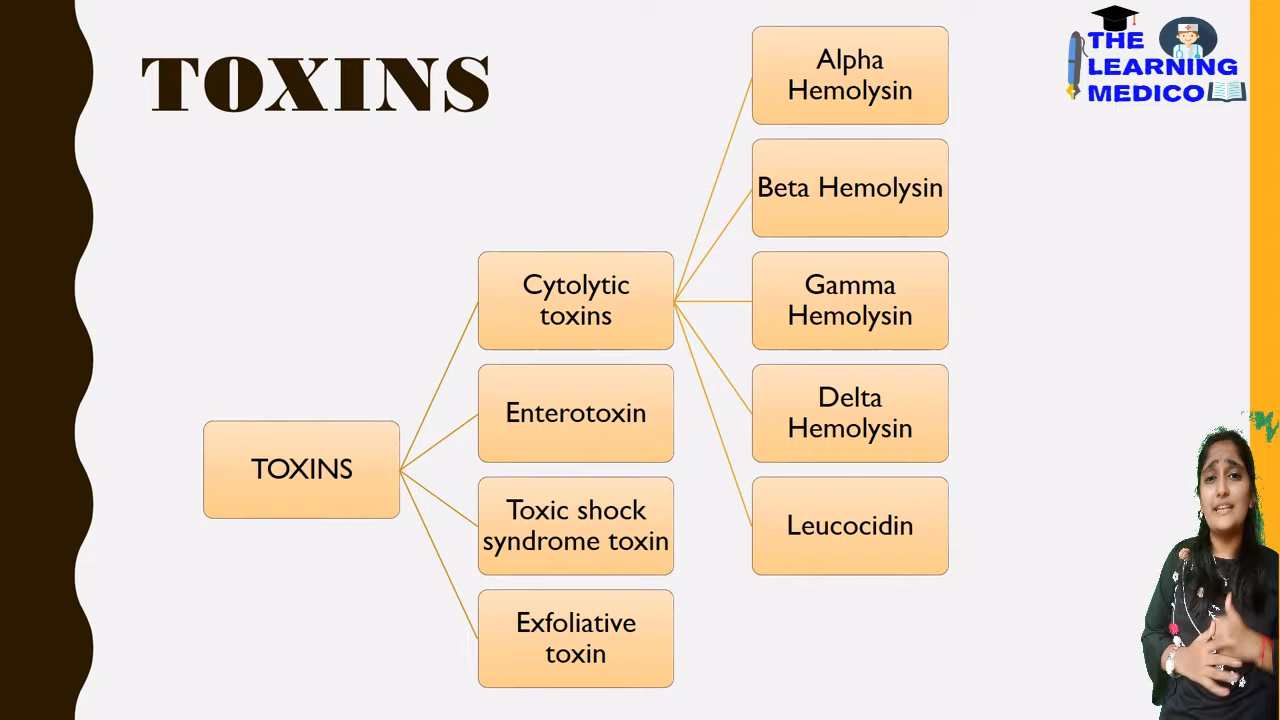 TOXINS
THE
LEARNING
MEDICO
Alpha
Hemolysin
Beta Hemolysin
Cytolytic
toxins
Gamma
Hemolysin
Enterotoxin
Delta
Hemolysin
TOXINS
Toxic shock
syndrome toxin
Leucocidin
Exfoliative
toxin